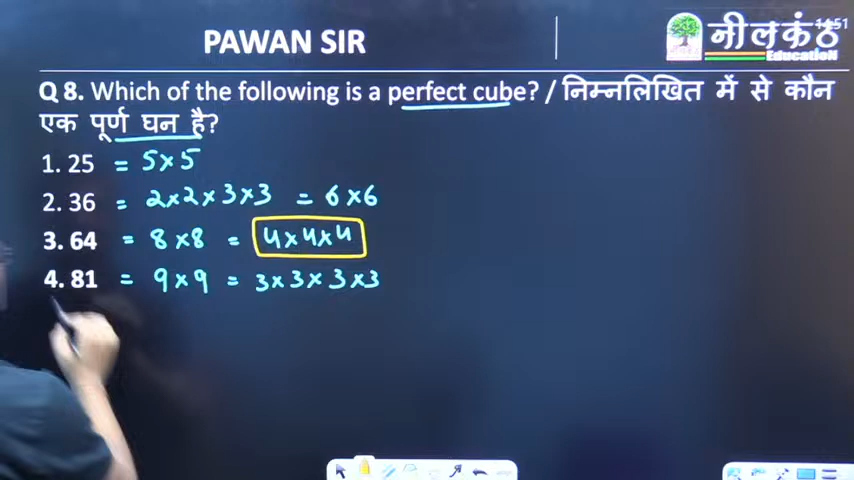 PAWAN SIR
नीलकंठ
EducatioN
Q 8. Which of the following is a perfect cube? / निम्नलिखित में से कौन
एक पूर्ण घन है?
1. 25 = 5×5
2. 36 = 2×2×3×3 = 6×6
3. 64 = 8×8 = 4×4×4
4. 81 = 9×9 = 3×3×3×3